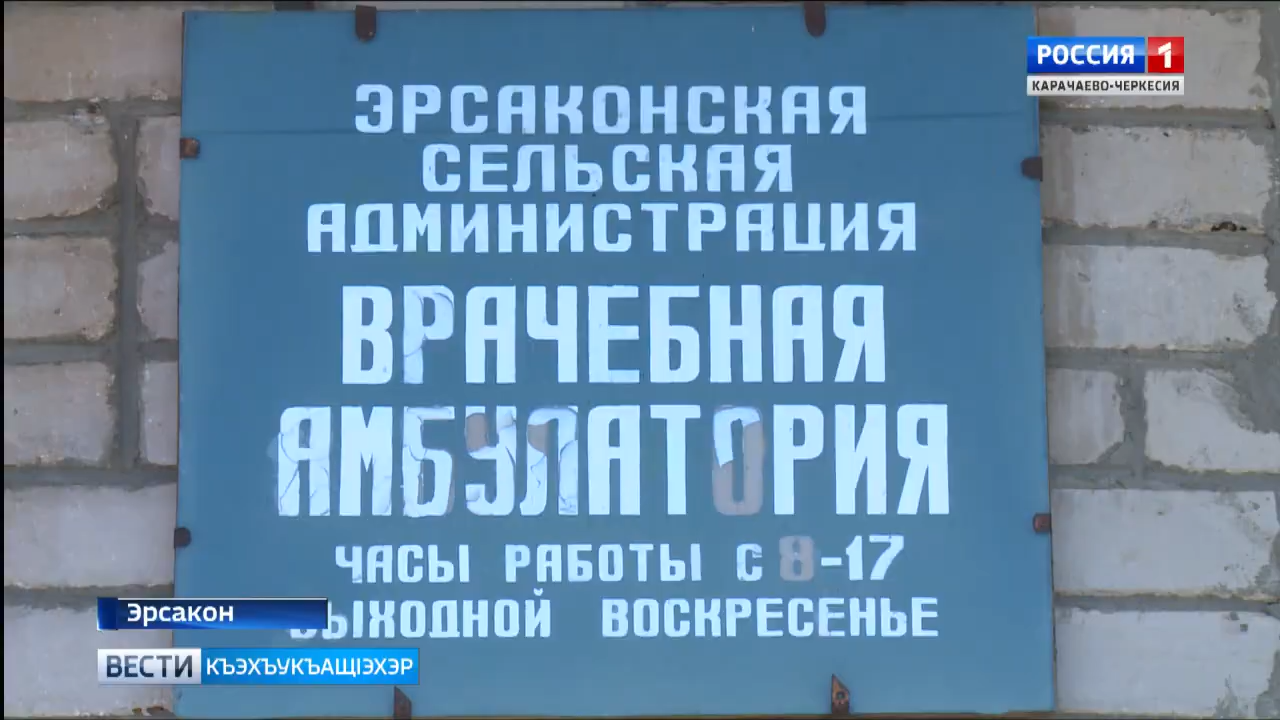 РОССИЯ 1
КАРАЧАЕВО-ЧЕРКЕСИЯ
ЭРСАКОНСКАЯ
СЕЛЬСКАЯ
АДМИНИСТРАЦИЯ
ВРАЧЕБНАЯ
АМБУЛАТОРИЯ
ЧАСЫ РАБОТЫ С 8-17
ВЫХОДНОЙ ВОСКРЕСЕНЬЕ
Эрсакон
ВЕСТИ КЪЭХЪУКЪАЩIЭХЭР